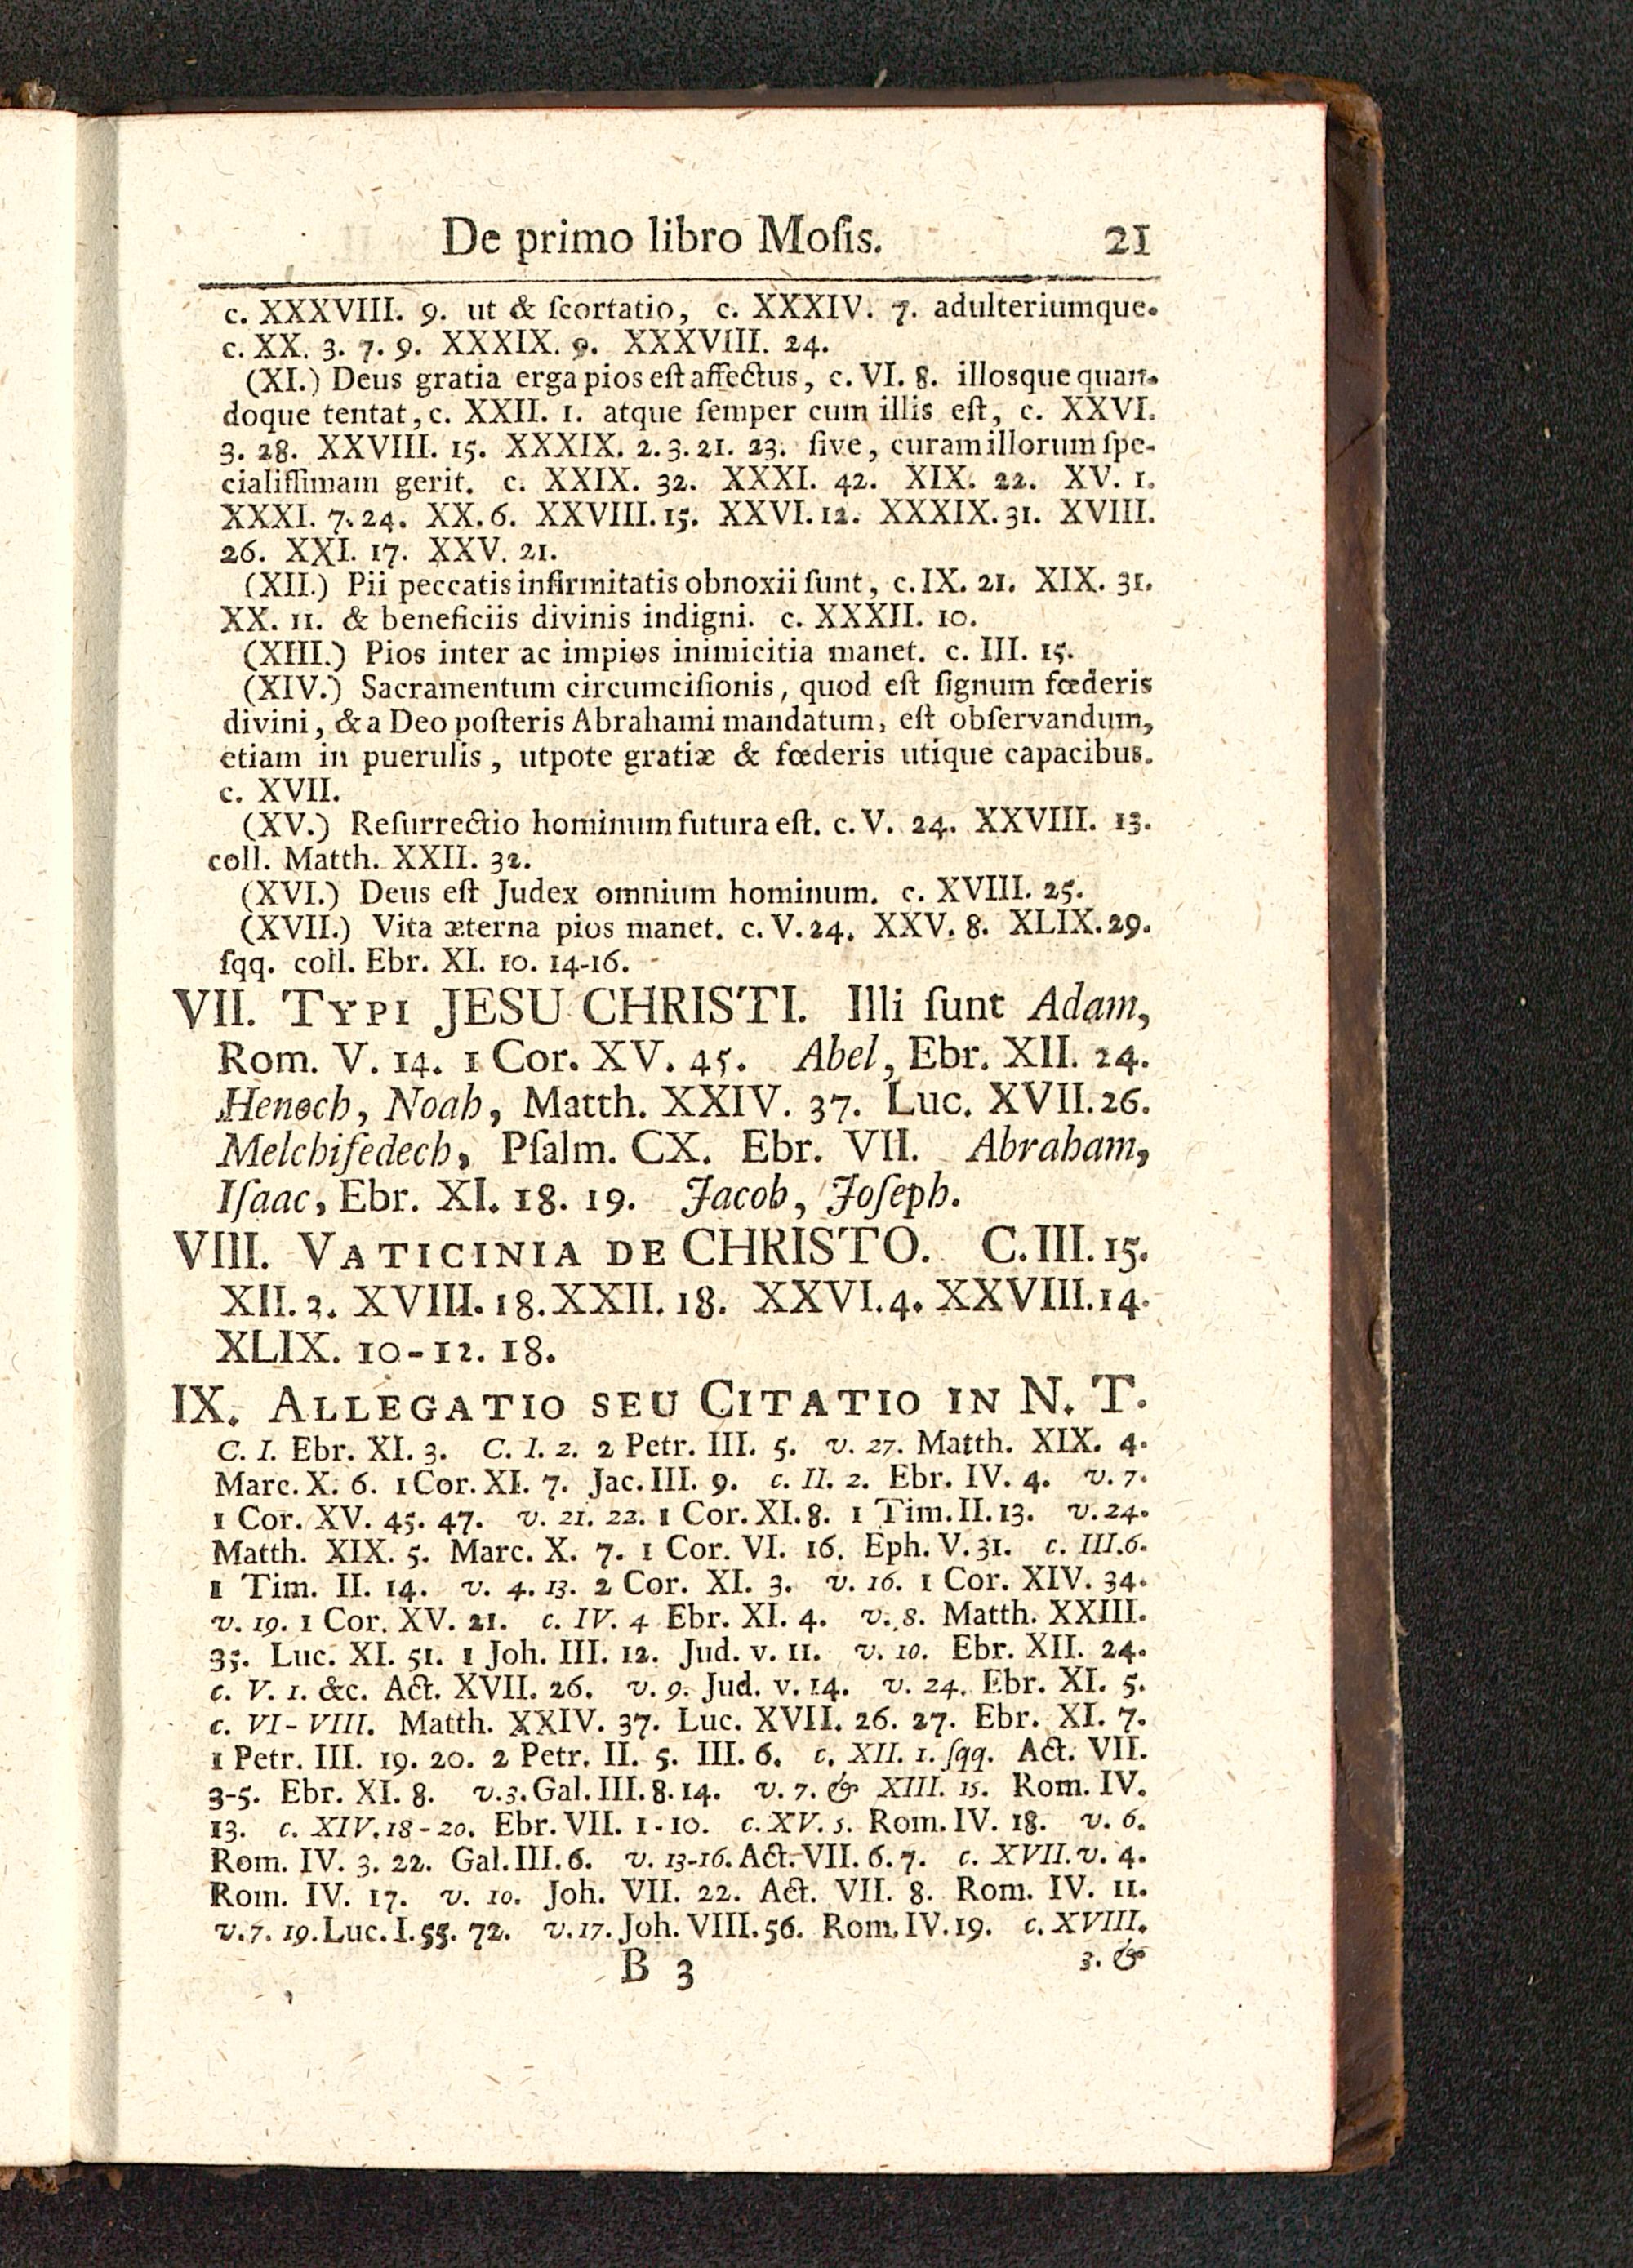 De primo libro Moſis. 21
c. XXXVIII. 9. ut & ſcortatio, c. XXXIV. 7. adulteriumque.
c. XX. 3. 7. 9. XXXIX. 9. XXXVIII. 24.
(XI.) Deus gratia erga pios eſt affectus, c. VI. 8. illosque quan-
doque tentat, c. XXII. 1. atque ſemper cum illis eſt, c. XXVI.
3. 28. XXVIII. 15. XXXIX. 2. 3. 21. 23. ſive, curam illorum ſpe-
cialiſſimam gerit. c. XXIX. 32. XXXI. 42. XIX. 22. XV. 1.
XXXI. 7. 24. XX. 6. XXVIII. 15. XXVI. 12. XXXIX. 31. XVIII.
26. XXI. 17. XXV. 21.
(XII.) Pii peccatis infirmitatis obnoxii ſunt, c. IX. 21. XIX. 31.
XX. 11. & beneficiis divinis indigni. c. XXXII. 10.
(XIII.) Pios inter ac impios inimicitia manet. c. III. 15.
(XIV.) Sacramentum circumciſionis, quod eſt ſignum fœderis
divini, & a Deo poſteris Abrahami mandatum, eſt obſervandum,
etiam in puerulis, utpote gratiæ & fœderis utique capacibus.
c. XVII.
(XV.) Reſurrectio hominum futura eſt. c. V. 24. XXVIII. 13.
coll. Matth. XXII. 32.
(XVI.) Deus eſt Judex omnium hominum. c. XVIII. 25.
(XVII.) Vita æterna pios manet. c. V. 24. XXV. 8. XLIX. 29.
ſqq. coll. Ebr. XI. 10. 14-16.
VII. TYPI JESU CHRISTI. Illi ſunt Adam,
Rom. V. 14. 1 Cor. XV. 45. Abel, Ebr. XII. 24.
Henoch, Noah, Matth. XXIV. 37. Luc. XVII. 26.
Melchiſedech, Pſalm. CX. Ebr. VII. Abraham,
Iſaac, Ebr. XI. 18. 19. Jacob, Joſeph.
VIII. VATICINIA DE CHRISTO. C. III. 15.
XII. 3. XVIII. 18. XXII. 18. XXVI. 4. XXVIII. 14.
XLIX. 10-12. 18.
IX. ALLEGATIO SEU CITATIO IN N. T.
C. I. Ebr. XI. 3. C. I. 2. 2 Petr. III. 5. v. 27. Matth. XIX. 4.
Marc. X. 6. 1 Cor. XI. 7. Jac. III. 9. c. II. 2. Ebr. IV. 4. v. 7.
1 Cor. XV. 45. 47. v. 21. 22. 1 Cor. XI. 8. 1 Tim. II. 13. v. 24.
Matth. XIX. 5. Marc. X. 7. 1 Cor. VI. 16. Eph. V. 31. c. III. 6.
1 Tim. II. 14. v. 4. 13. 2 Cor. XI. 3. v. 16. 1 Cor. XIV. 34.
v. 19. 1 Cor. XV. 21. c. IV. 4 Ebr. XI. 4. v. 8. Matth. XXIII.
35. Luc. XI. 51. 1 Joh. III. 12. Jud. v. 11. v. 10. Ebr. XII. 24.
c. V. 1. &c. Act. XVII. 26. v. 9. Jud. v. 14. v. 24. Ebr. XI. 5.
c. VI-VIII. Matth. XXIV. 37. Luc. XVII. 26. 27. Ebr. XI. 7.
1 Petr. III. 19. 20. 2 Petr. II. 5. III. 6. c. XII. 1. ſqq. Act. VII.
3-5. Ebr. XI. 8. v. 3. Gal. III. 8. 14. v. 7. & XIII. 15. Rom. IV.
13. c. XIV. 18-20. Ebr. VII. 1-10. c. XV. 5. Rom. IV. 18. v. 6.
Rom. IV. 3. 22. Gal. III. 6. v. 13-16. Act. VII. 6. 7. c. XVII. v. 4.
Rom. IV. 17. v. 10. Joh. VII. 22. Act. VII. 8. Rom. IV. 11.
v. 7. 19. Luc. I. 55. 72. v. 17. Joh. VIII. 56. Rom. IV. 19. c. XVIII.
B 3 3. &